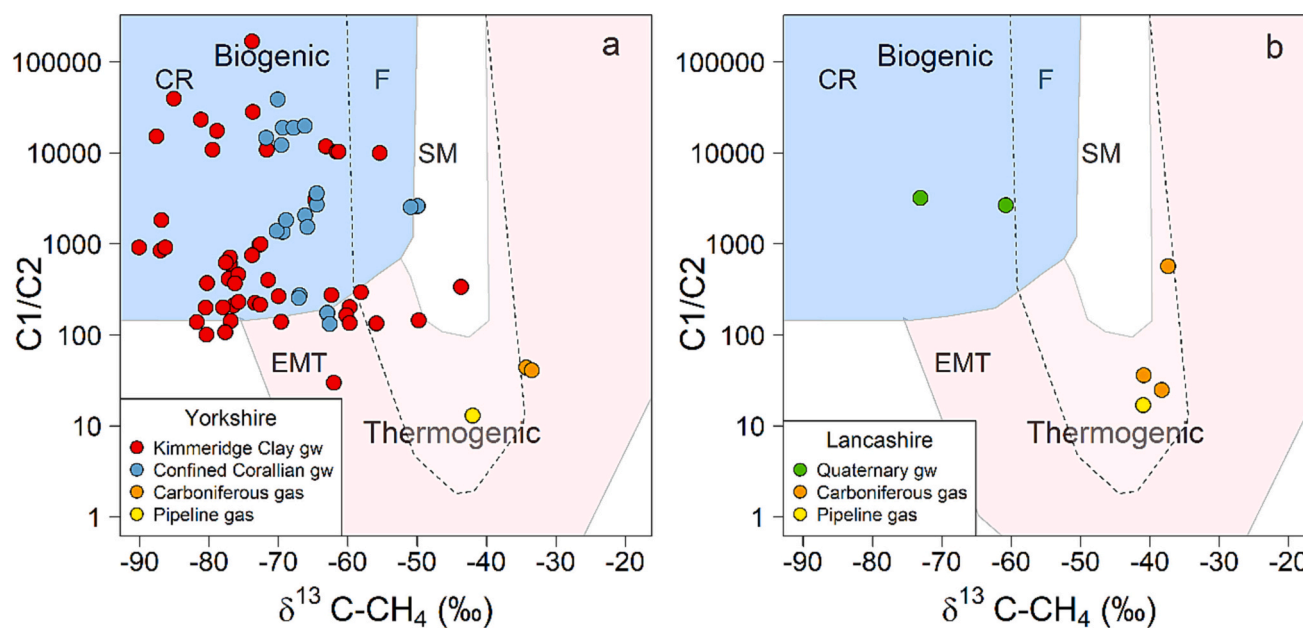 a
Biogenic
CR
F
SM
EMT
Thermogenic
Yorkshire
Kimmeridge Clay gw
Confined Corallian gw
Carboniferous gas
Pipeline gas
C1/C2
100000
10000
1000
100
10
1
-90 -80 -70 -60 -50 -40 -30 -20
δ¹³ C-CH₄ (‰)
b
Biogenic
CR
F
SM
EMT
Thermogenic
Lancashire
Quaternary gw
Carboniferous gas
Pipeline gas
C1/C2
100000
10000
1000
100
10
1
-90 -80 -70 -60 -50 -40 -30 -20
δ¹³ C-CH₄ (‰)